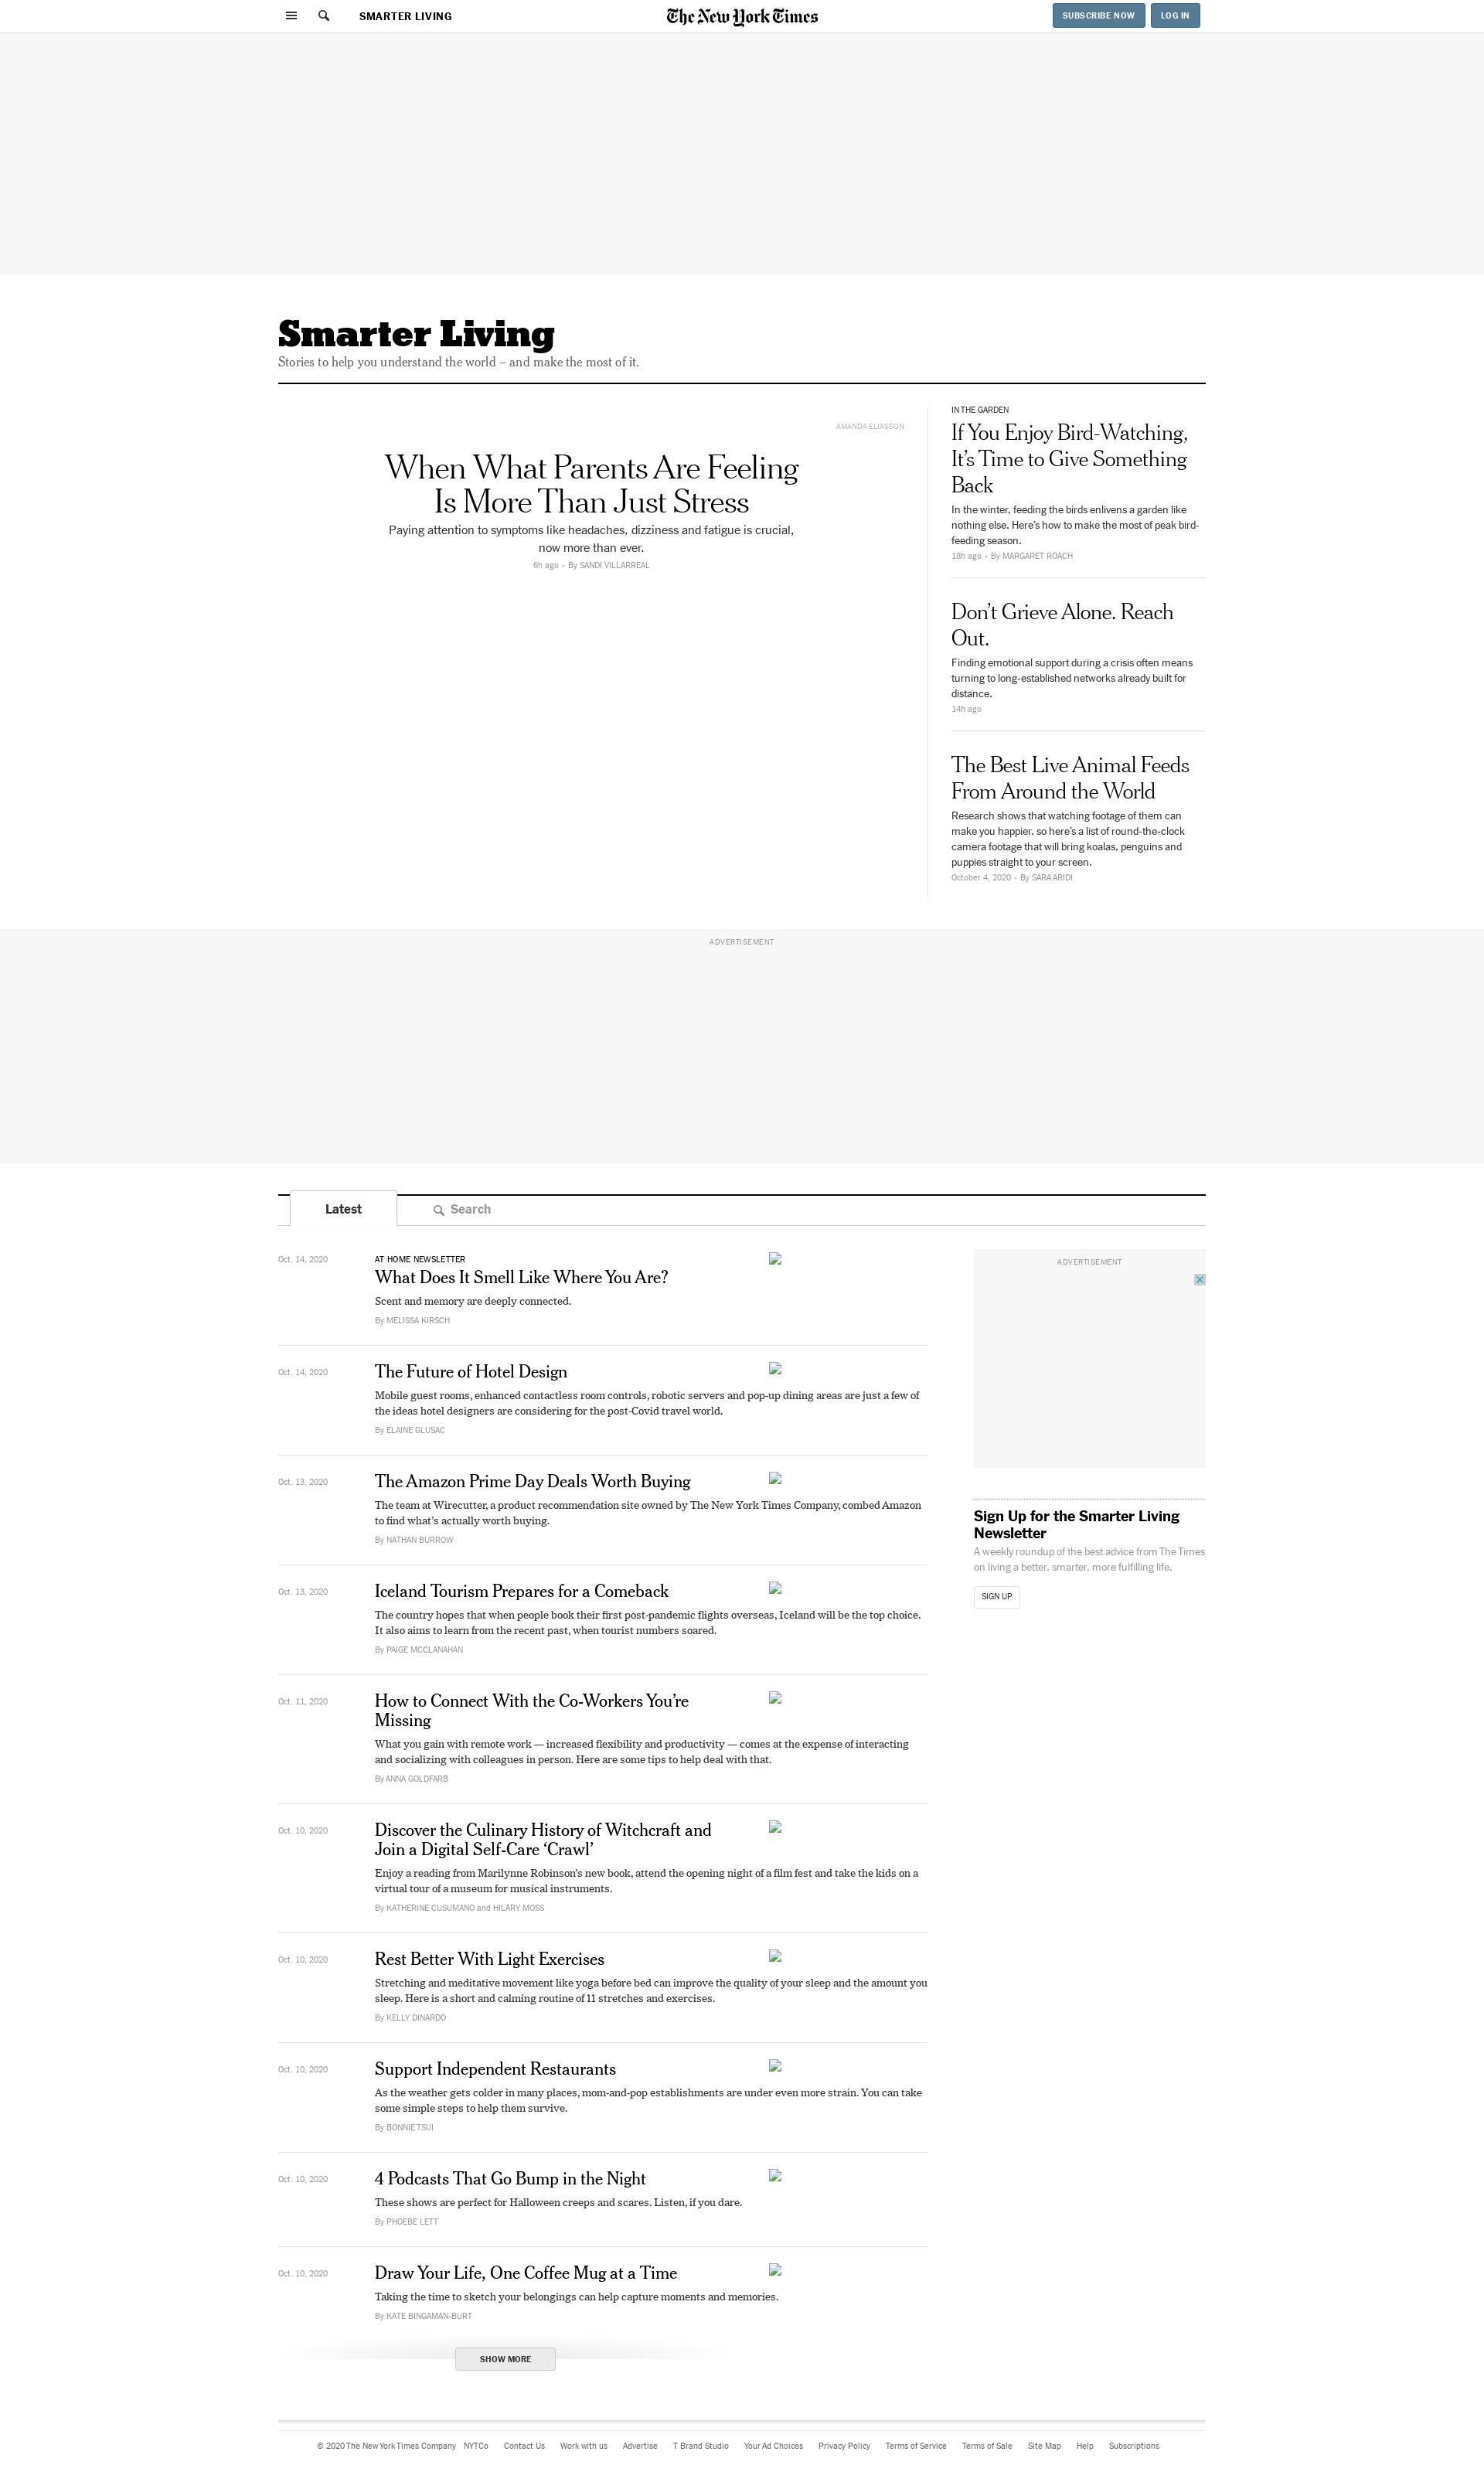 SMARTER LIVING
The New York Times
SUBSCRIBE NOW
LOG IN
Smarter Living
Stories to help you understand the world – and make the most of it.
AMANDA ELIASSON
When What Parents Are Feeling
Is More Than Just Stress
Paying attention to symptoms like headaches, dizziness and fatigue is crucial,
now more than ever.
6h ago • By SANDI VILLARREAL
IN THE GARDEN
If You Enjoy Bird-Watching,
It’s Time to Give Something
Back
In the winter, feeding the birds enlivens a garden like
nothing else. Here’s how to make the most of peak bird-
feeding season.
18h ago • By MARGARET ROACH
Don’t Grieve Alone. Reach
Out.
Finding emotional support during a crisis often means
turning to long-established networks already built for
distance.
14h ago
The Best Live Animal Feeds
From Around the World
Research shows that watching footage of them can
make you happier, so here’s a list of round-the-clock
camera footage that will bring koalas, penguins and
puppies straight to your screen.
October 4, 2020 • By SARA ARIDI
ADVERTISEMENT
Latest
Search
Oct. 14, 2020
AT HOME NEWSLETTER
What Does It Smell Like Where You Are?
Scent and memory are deeply connected.
By MELISSA KIRSCH
Oct. 14, 2020
The Future of Hotel Design
Mobile guest rooms, enhanced contactless room controls, robotic servers and pop-up dining areas are just a few of
the ideas hotel designers are considering for the post-Covid travel world.
By ELAINE GLUSAC
Oct. 13, 2020
The Amazon Prime Day Deals Worth Buying
The team at Wirecutter, a product recommendation site owned by The New York Times Company, combed Amazon
to find what’s actually worth buying.
By NATHAN BURROW
Oct. 13, 2020
Iceland Tourism Prepares for a Comeback
The country hopes that when people book their first post-pandemic flights overseas, Iceland will be the top choice.
It also aims to learn from the recent past, when tourist numbers soared.
By PAIGE MCCLANAHAN
Oct. 11, 2020
How to Connect With the Co-Workers You’re
Missing
What you gain with remote work — increased flexibility and productivity — comes at the expense of interacting
and socializing with colleagues in person. Here are some tips to help deal with that.
By ANNA GOLDFARB
Oct. 10, 2020
Discover the Culinary History of Witchcraft and
Join a Digital Self-Care ‘Crawl’
Enjoy a reading from Marilynne Robinson’s new book, attend the opening night of a film fest and take the kids on a
virtual tour of a museum for musical instruments.
By KATHERINE CUSUMANO and HILARY MOSS
Oct. 10, 2020
Rest Better With Light Exercises
Stretching and meditative movement like yoga before bed can improve the quality of your sleep and the amount you
sleep. Here is a short and calming routine of 11 stretches and exercises.
By KELLY DINARDO
Oct. 10, 2020
Support Independent Restaurants
As the weather gets colder in many places, mom-and-pop establishments are under even more strain. You can take
some simple steps to help them survive.
By BONNIE TSUI
Oct. 10, 2020
4 Podcasts That Go Bump in the Night
These shows are perfect for Halloween creeps and scares. Listen, if you dare.
By PHOEBE LETT
Oct. 10, 2020
Draw Your Life, One Coffee Mug at a Time
Taking the time to sketch your belongings can help capture moments and memories.
By KATE BINGAMAN-BURT
SHOW MORE
ADVERTISEMENT
Sign Up for the Smarter Living
Newsletter
A weekly roundup of the best advice from The Times
on living a better, smarter, more fulfilling life.
SIGN UP
© 2020 The New York Times Company NYTCo Contact Us Work with us Advertise T Brand Studio Your Ad Choices Privacy Policy Terms of Service Terms of Sale Site Map Help Subscriptions